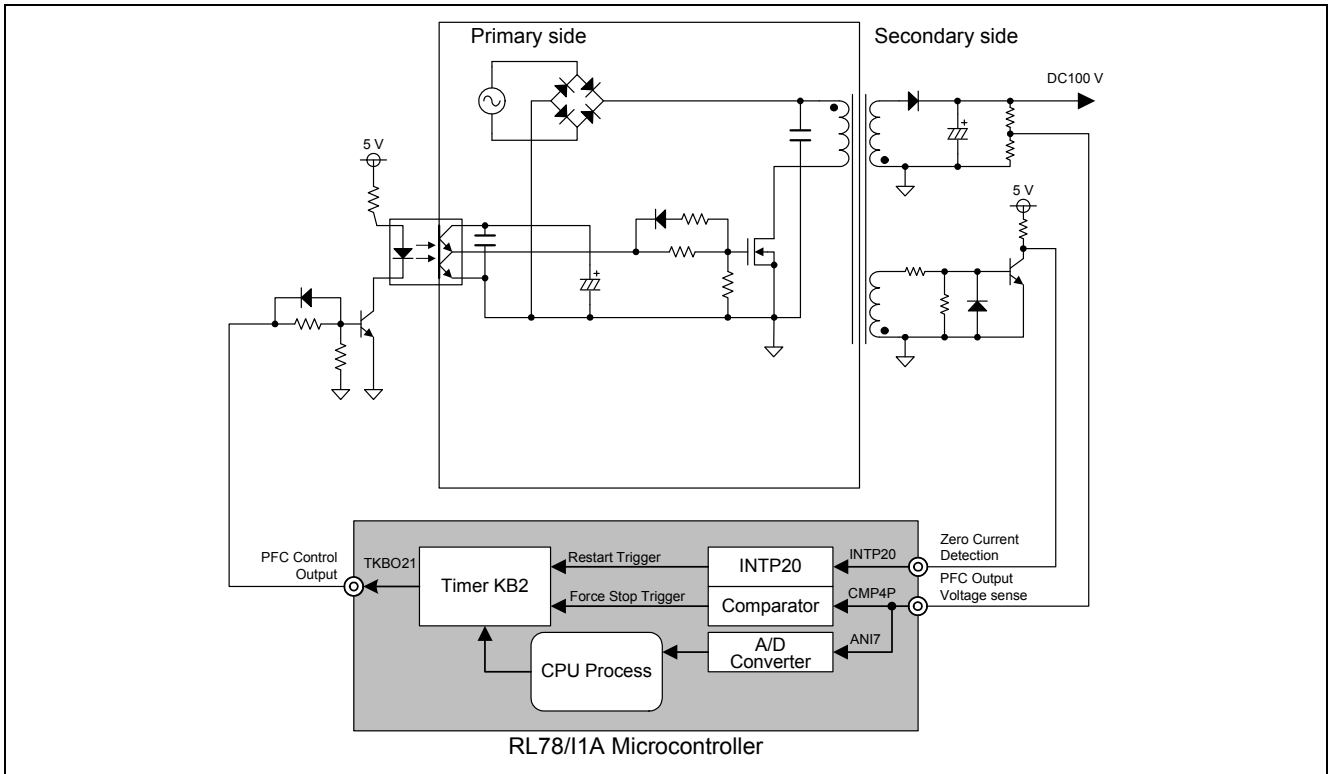 Primary side
Secondary side
DC100 V
5 V
5 V
PFC Control
Output
TKBO21
Timer KB2
Restart Trigger
Force Stop Trigger
INTP20
Comparator
A/D
Converter
CPU Process
INTP20
CMP4P
ANI7
Zero Current
Detection
PFC Output
Voltage sense
RL78/I1A Microcontroller